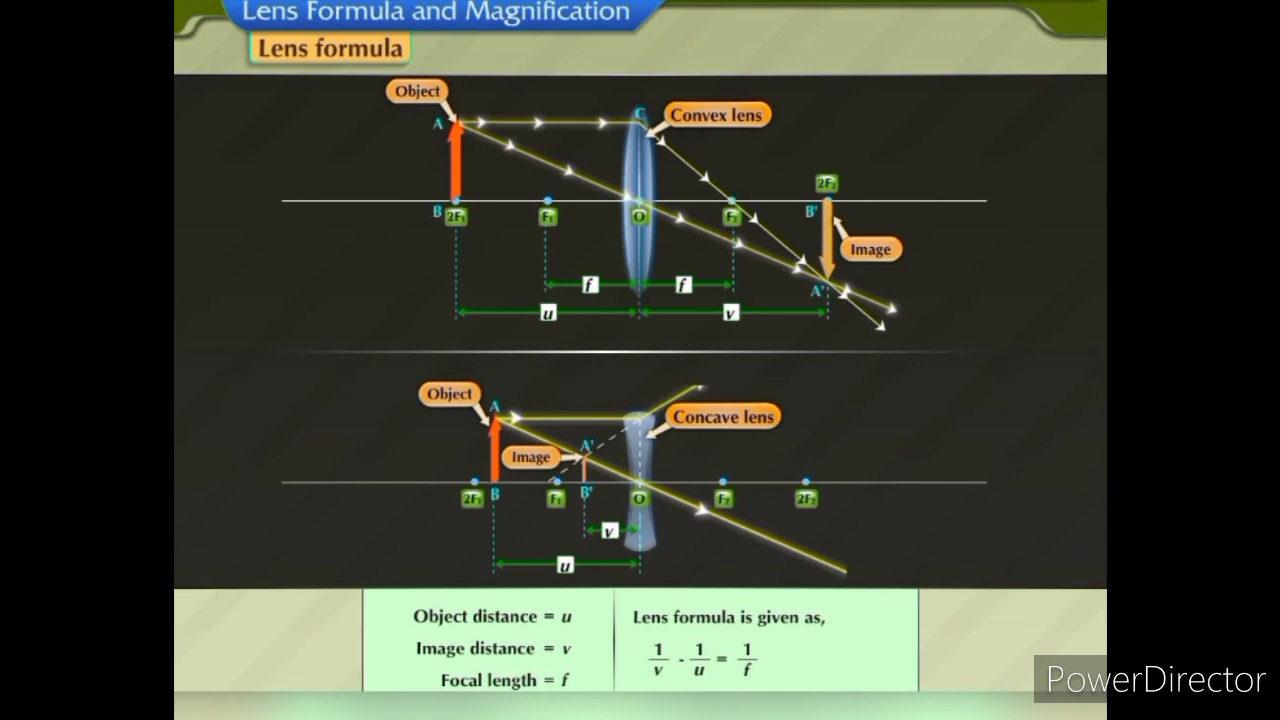 Lens Formula and Magnification
Lens formula
Object
A
C
Convex lens
2F₂
B
2F₁
F₁
O
F₂
B'
Image
f
f
A'
u
v
Object
A
Concave lens
A'
Image
2F₁
B
F₁
B'
O
F₂
2F₂
v
u
Object distance = u
Image distance = v
Focal length = f
Lens formula is given as,
1/v - 1/u = 1/f
PowerDirector